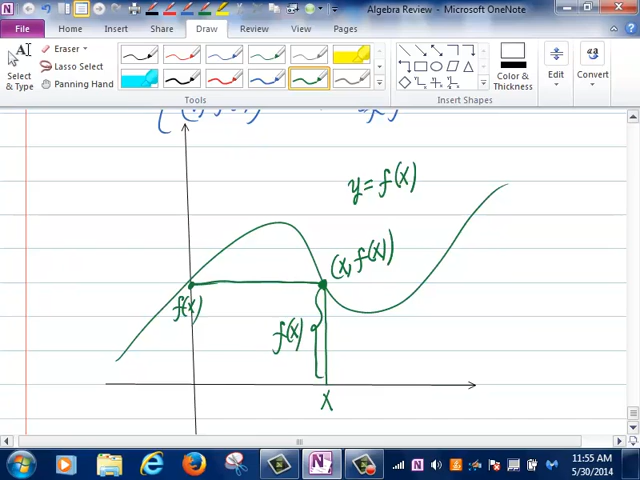 Algebra Review - OneNote
File Home Insert Share Draw Review View Pages
Select & Type
Eraser
Lasso Select
Panning Hand
Color & Thickness
Edit
Convert
Tools
Insert Shapes
y = f(x)
(x, f(x))
f(x)
f(x)
x
11:55 AM
5/30/2014